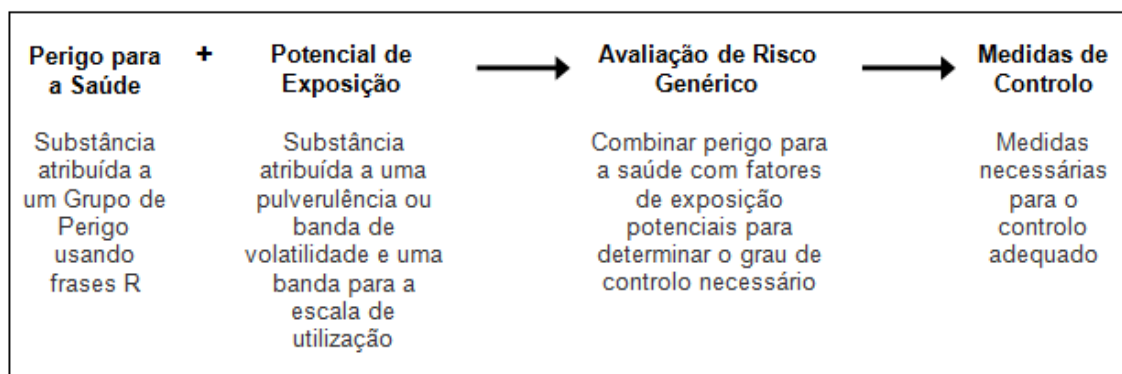 Perigo para
a Saúde
+
Potencial de
Exposição
Avaliação de Risco
Genérico
Medidas de
Controlo
Substância
atribuída a
um Grupo de
Perigo
usando
frases R
Substância
atribuída a uma
pulverulência ou
banda de
volatilidade e uma
banda para a
escala de
utilização
Combinar perigo para
a saúde com fatores
de exposição
potenciais para
determinar o grau de
controlo necessário
Medidas
necessárias
para o
controlo
adequado